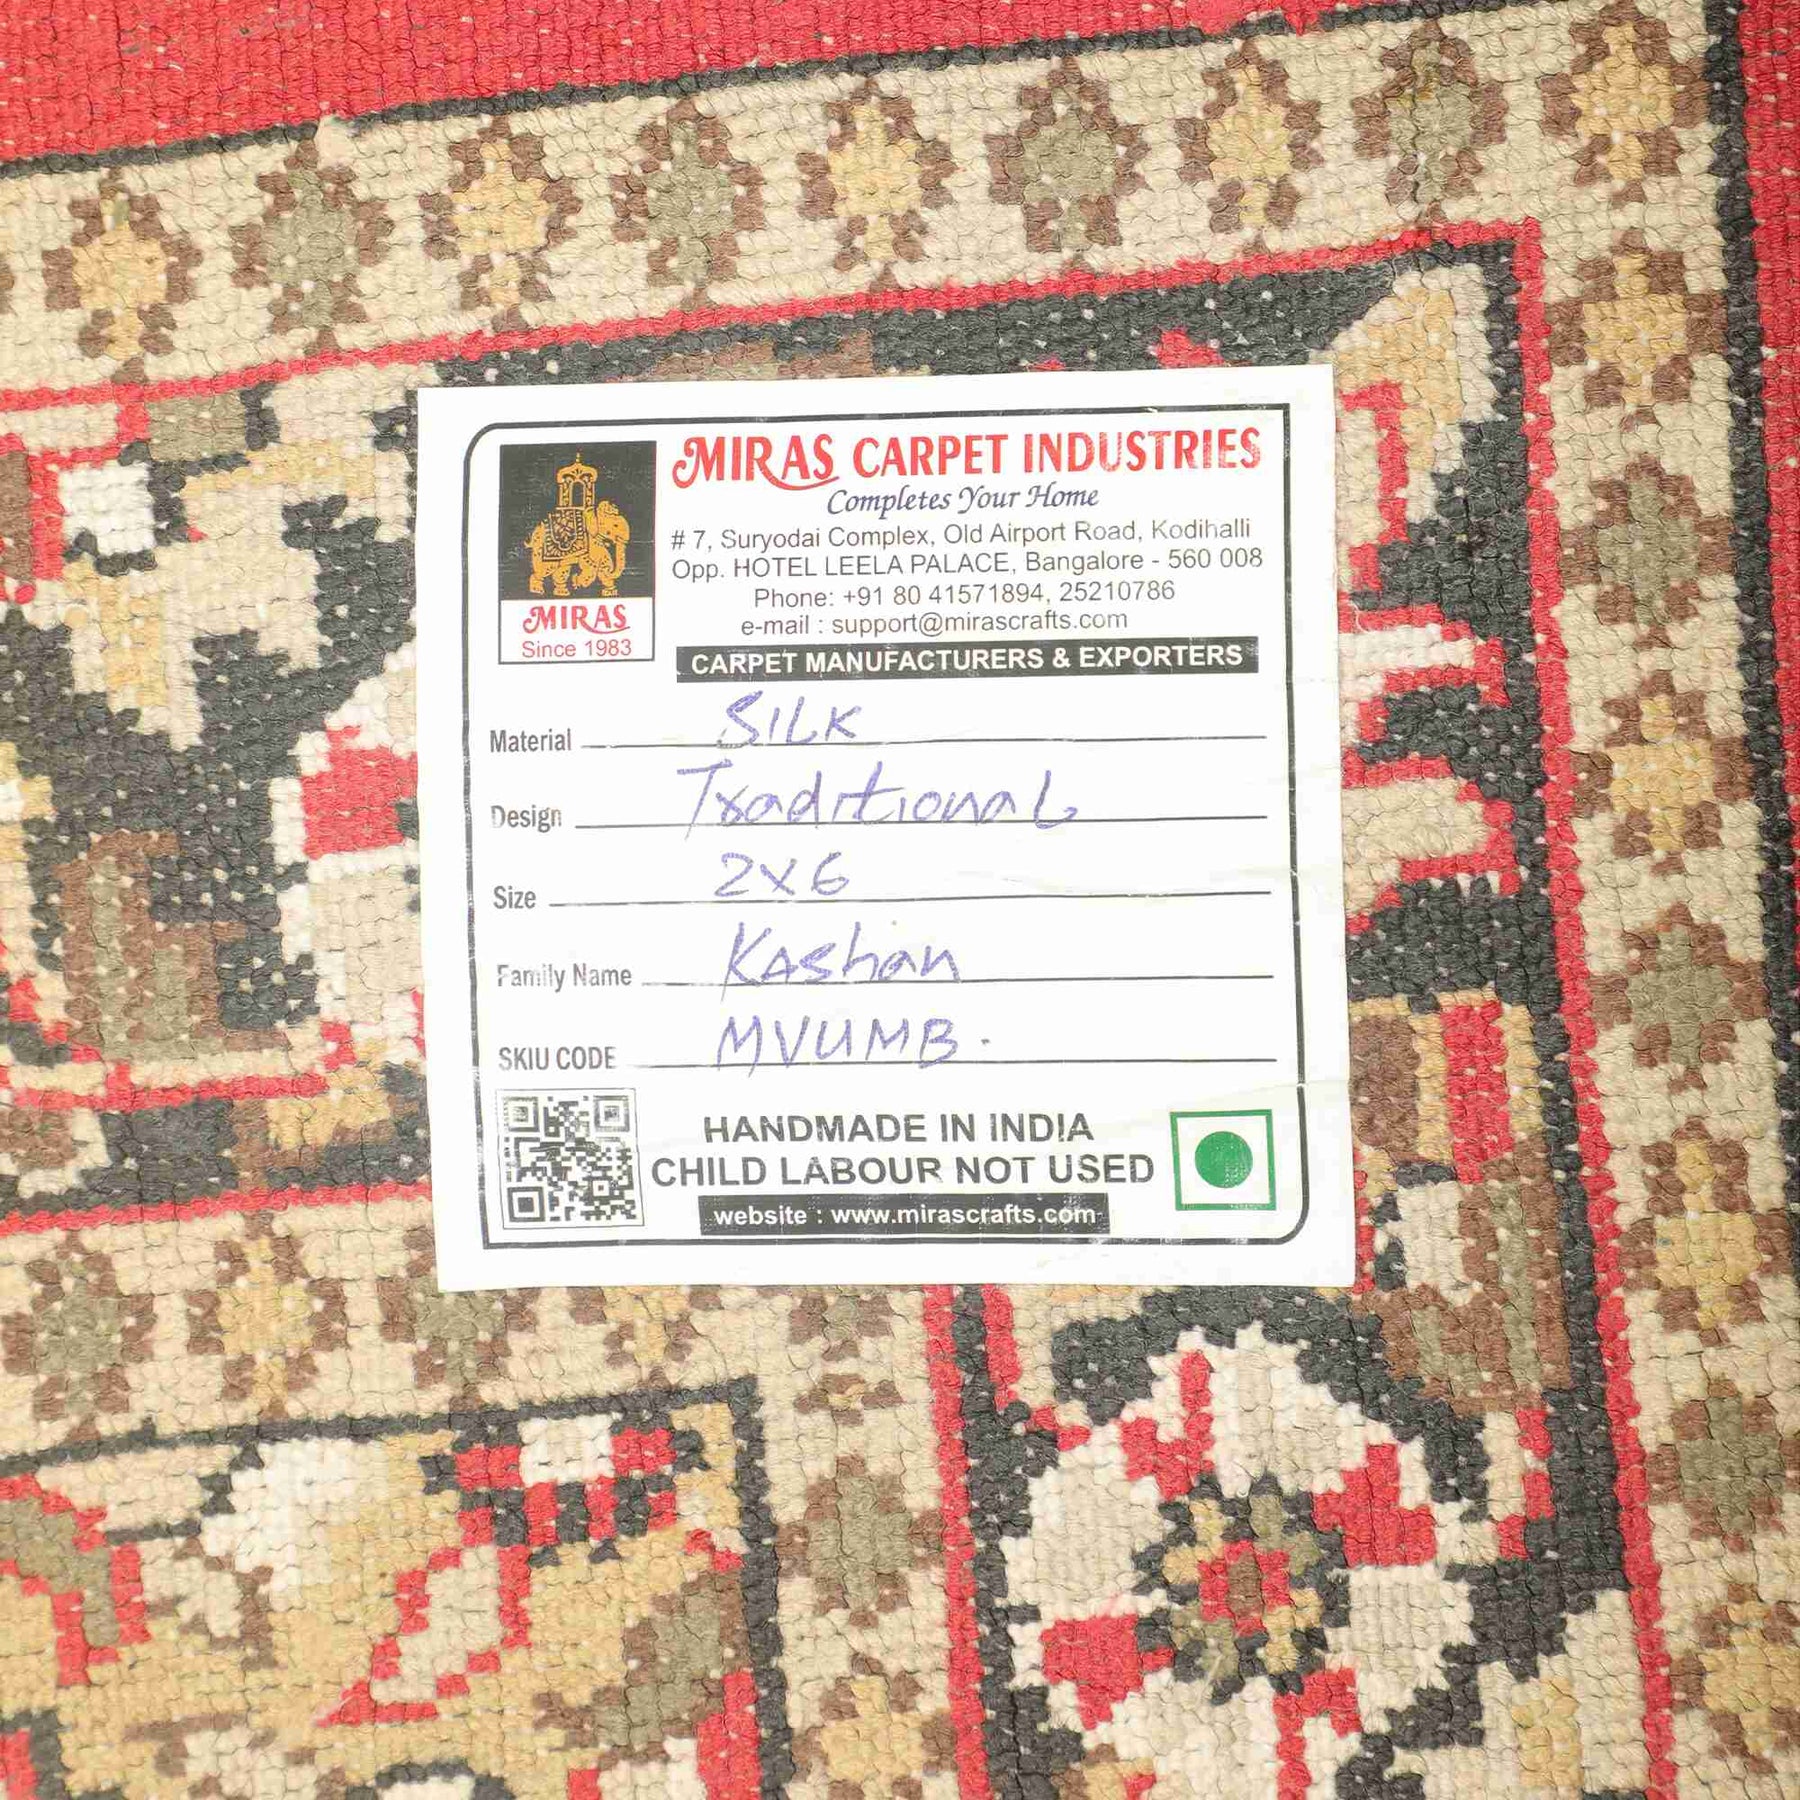 MIRAS CARPET INDUSTRIES
Completes Your Home
# 7, Suryodai Complex, Old Airport Road, Kodihalli
Opp. HOTEL LEELA PALACE, Bangalore - 560 008
Phone: +91 80 41571894, 25210786
e-mail : support@mirascrafts.com
CARPET MANUFACTURERS & EXPORTERS
MIRAS
Since 1983
Material SILK
Design Traditional
Size 2x6
Family Name Kashan
SKIU CODE MVUMB.
HANDMADE IN INDIA
CHILD LABOUR NOT USED
website : www.mirascrafts.com